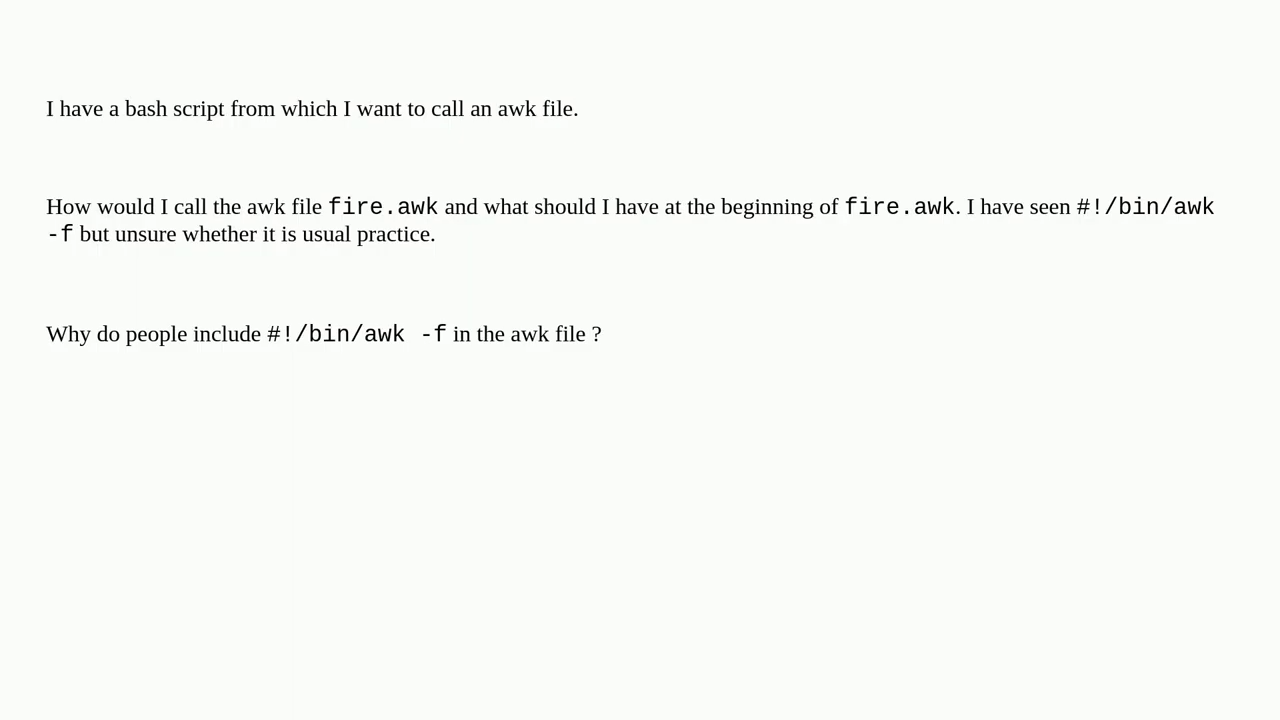 I have a bash script from which I want to call an awk file.
How would I call the awk file fire.awk and what should I have at the beginning of fire.awk. I have seen #!/bin/awk
-f but unsure whether it is usual practice.
Why do people include #!/bin/awk -f in the awk file ?